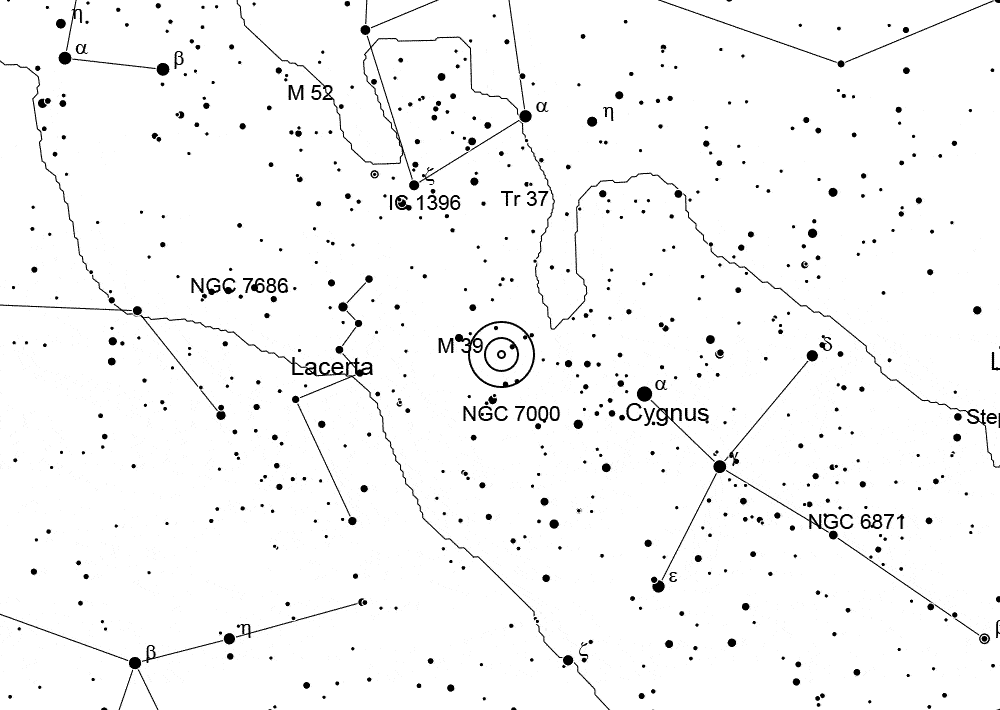 η
α
β
M 52
α
η
ξ
IC 1396
Tr 37
NGC 7686
M 39
δ
Lacerta
L
α
NGC 7000
Cygnus
Step
γ
NGC 6871
ε
η
β
ζ
β